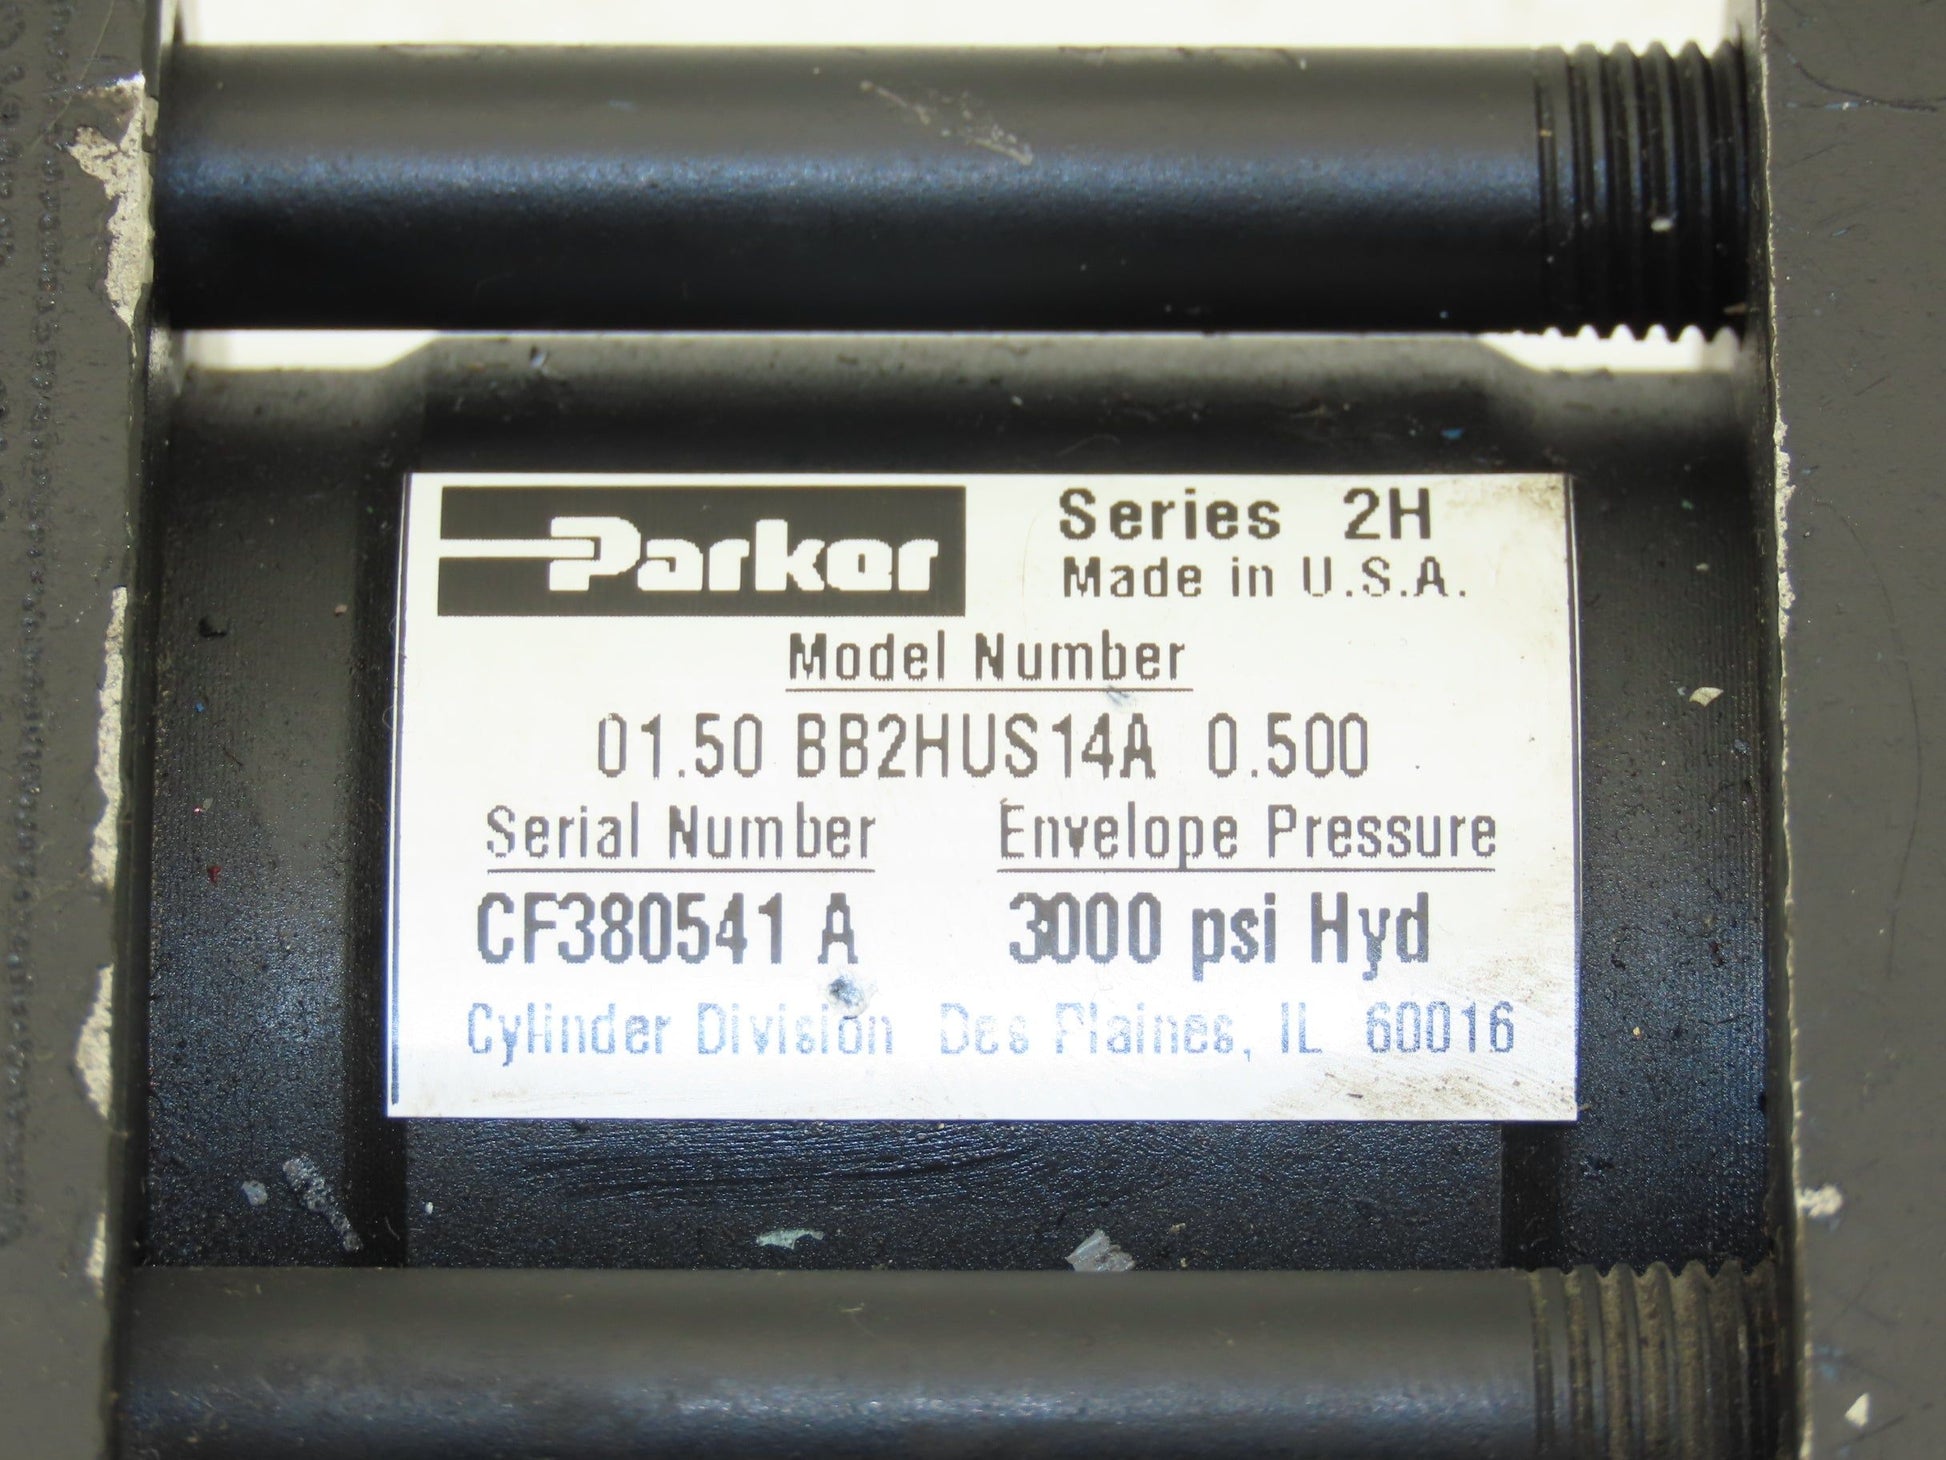 Parker
Series 2H
Made in U.S.A.
Model Number
01.50 BB2HUS14A 0.500
Serial Number
Envelope Pressure
CF380541 A
3000 psi Hyd
Cylinder Division Des Plaines, IL 60016